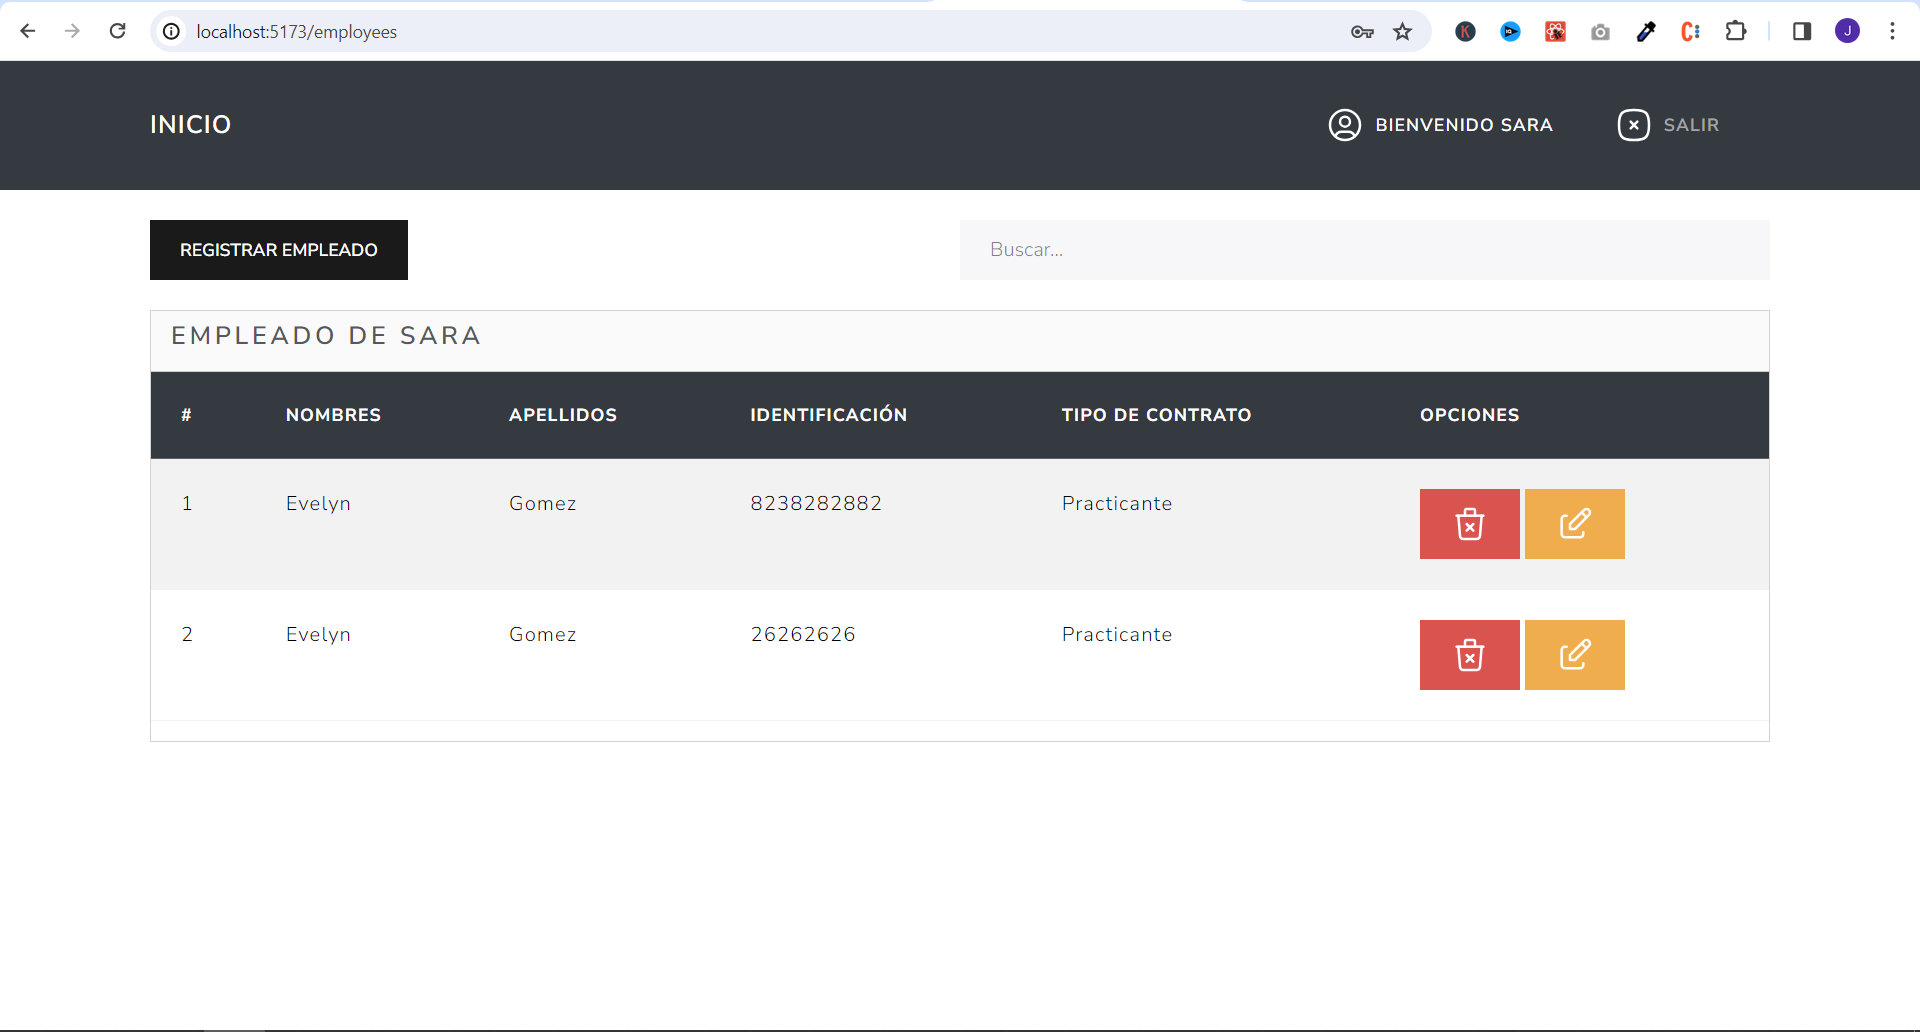 localhost:5173/employees
J
INICIO
BIENVENIDO SARA
SALIR
REGISTRAR EMPLEADO
Buscar...
EMPLEADO DE SARA
# NOMBRES APELLIDOS IDENTIFICACIÓN TIPO DE CONTRATO OPCIONES
1 Evelyn Gomez 8238282882 Practicante
2 Evelyn Gomez 26262626 Practicante